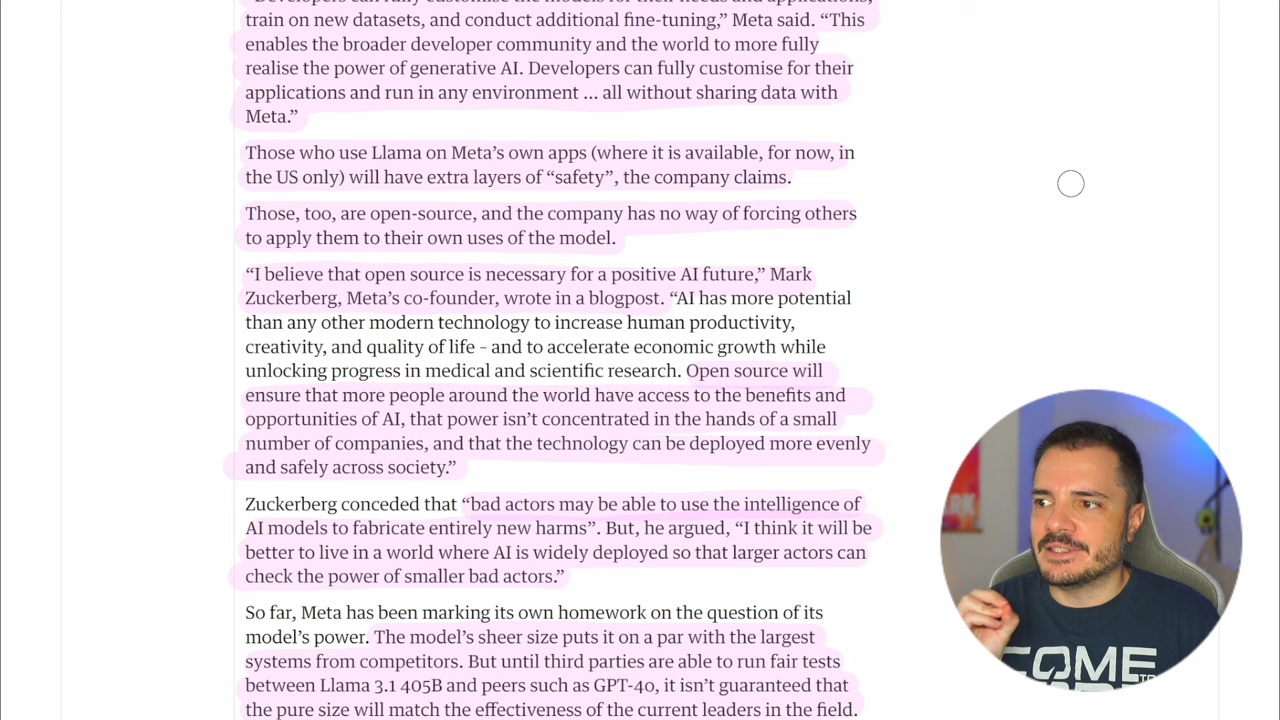 “Developers can fully customise the models for their needs and applications,
train on new datasets, and conduct additional fine-tuning,” Meta said. “This
enables the broader developer community and the world to more fully
realise the power of generative AI. Developers can fully customise for their
applications and run in any environment … all without sharing data with
Meta.”
Those who use Llama on Meta’s own apps (where it is available, for now, in
the US only) will have extra layers of “safety”, the company claims.
Those, too, are open-source, and the company has no way of forcing others
to apply them to their own uses of the model.
“I believe that open source is necessary for a positive AI future,” Mark
Zuckerberg, Meta’s co-founder, wrote in a blogpost. “AI has more potential
than any other modern technology to increase human productivity,
creativity, and quality of life – and to accelerate economic growth while
unlocking progress in medical and scientific research. Open source will
ensure that more people around the world have access to the benefits and
opportunities of AI, that power isn’t concentrated in the hands of a small
number of companies, and that the technology can be deployed more evenly
and safely across society.”
Zuckerberg conceded that “bad actors may be able to use the intelligence of
AI models to fabricate entirely new harms”. But, he argued, “I think it will be
better to live in a world where AI is widely deployed so that larger actors can
check the power of smaller bad actors.”
So far, Meta has been marking its own homework on the question of its
model’s power. The model’s sheer size puts it on a par with the largest
systems from competitors. But until third parties are able to run fair tests
between Llama 3.1 405B and peers such as GPT-4o, it isn’t guaranteed that
the pure size will match the effectiveness of the current leaders in the field.
COME